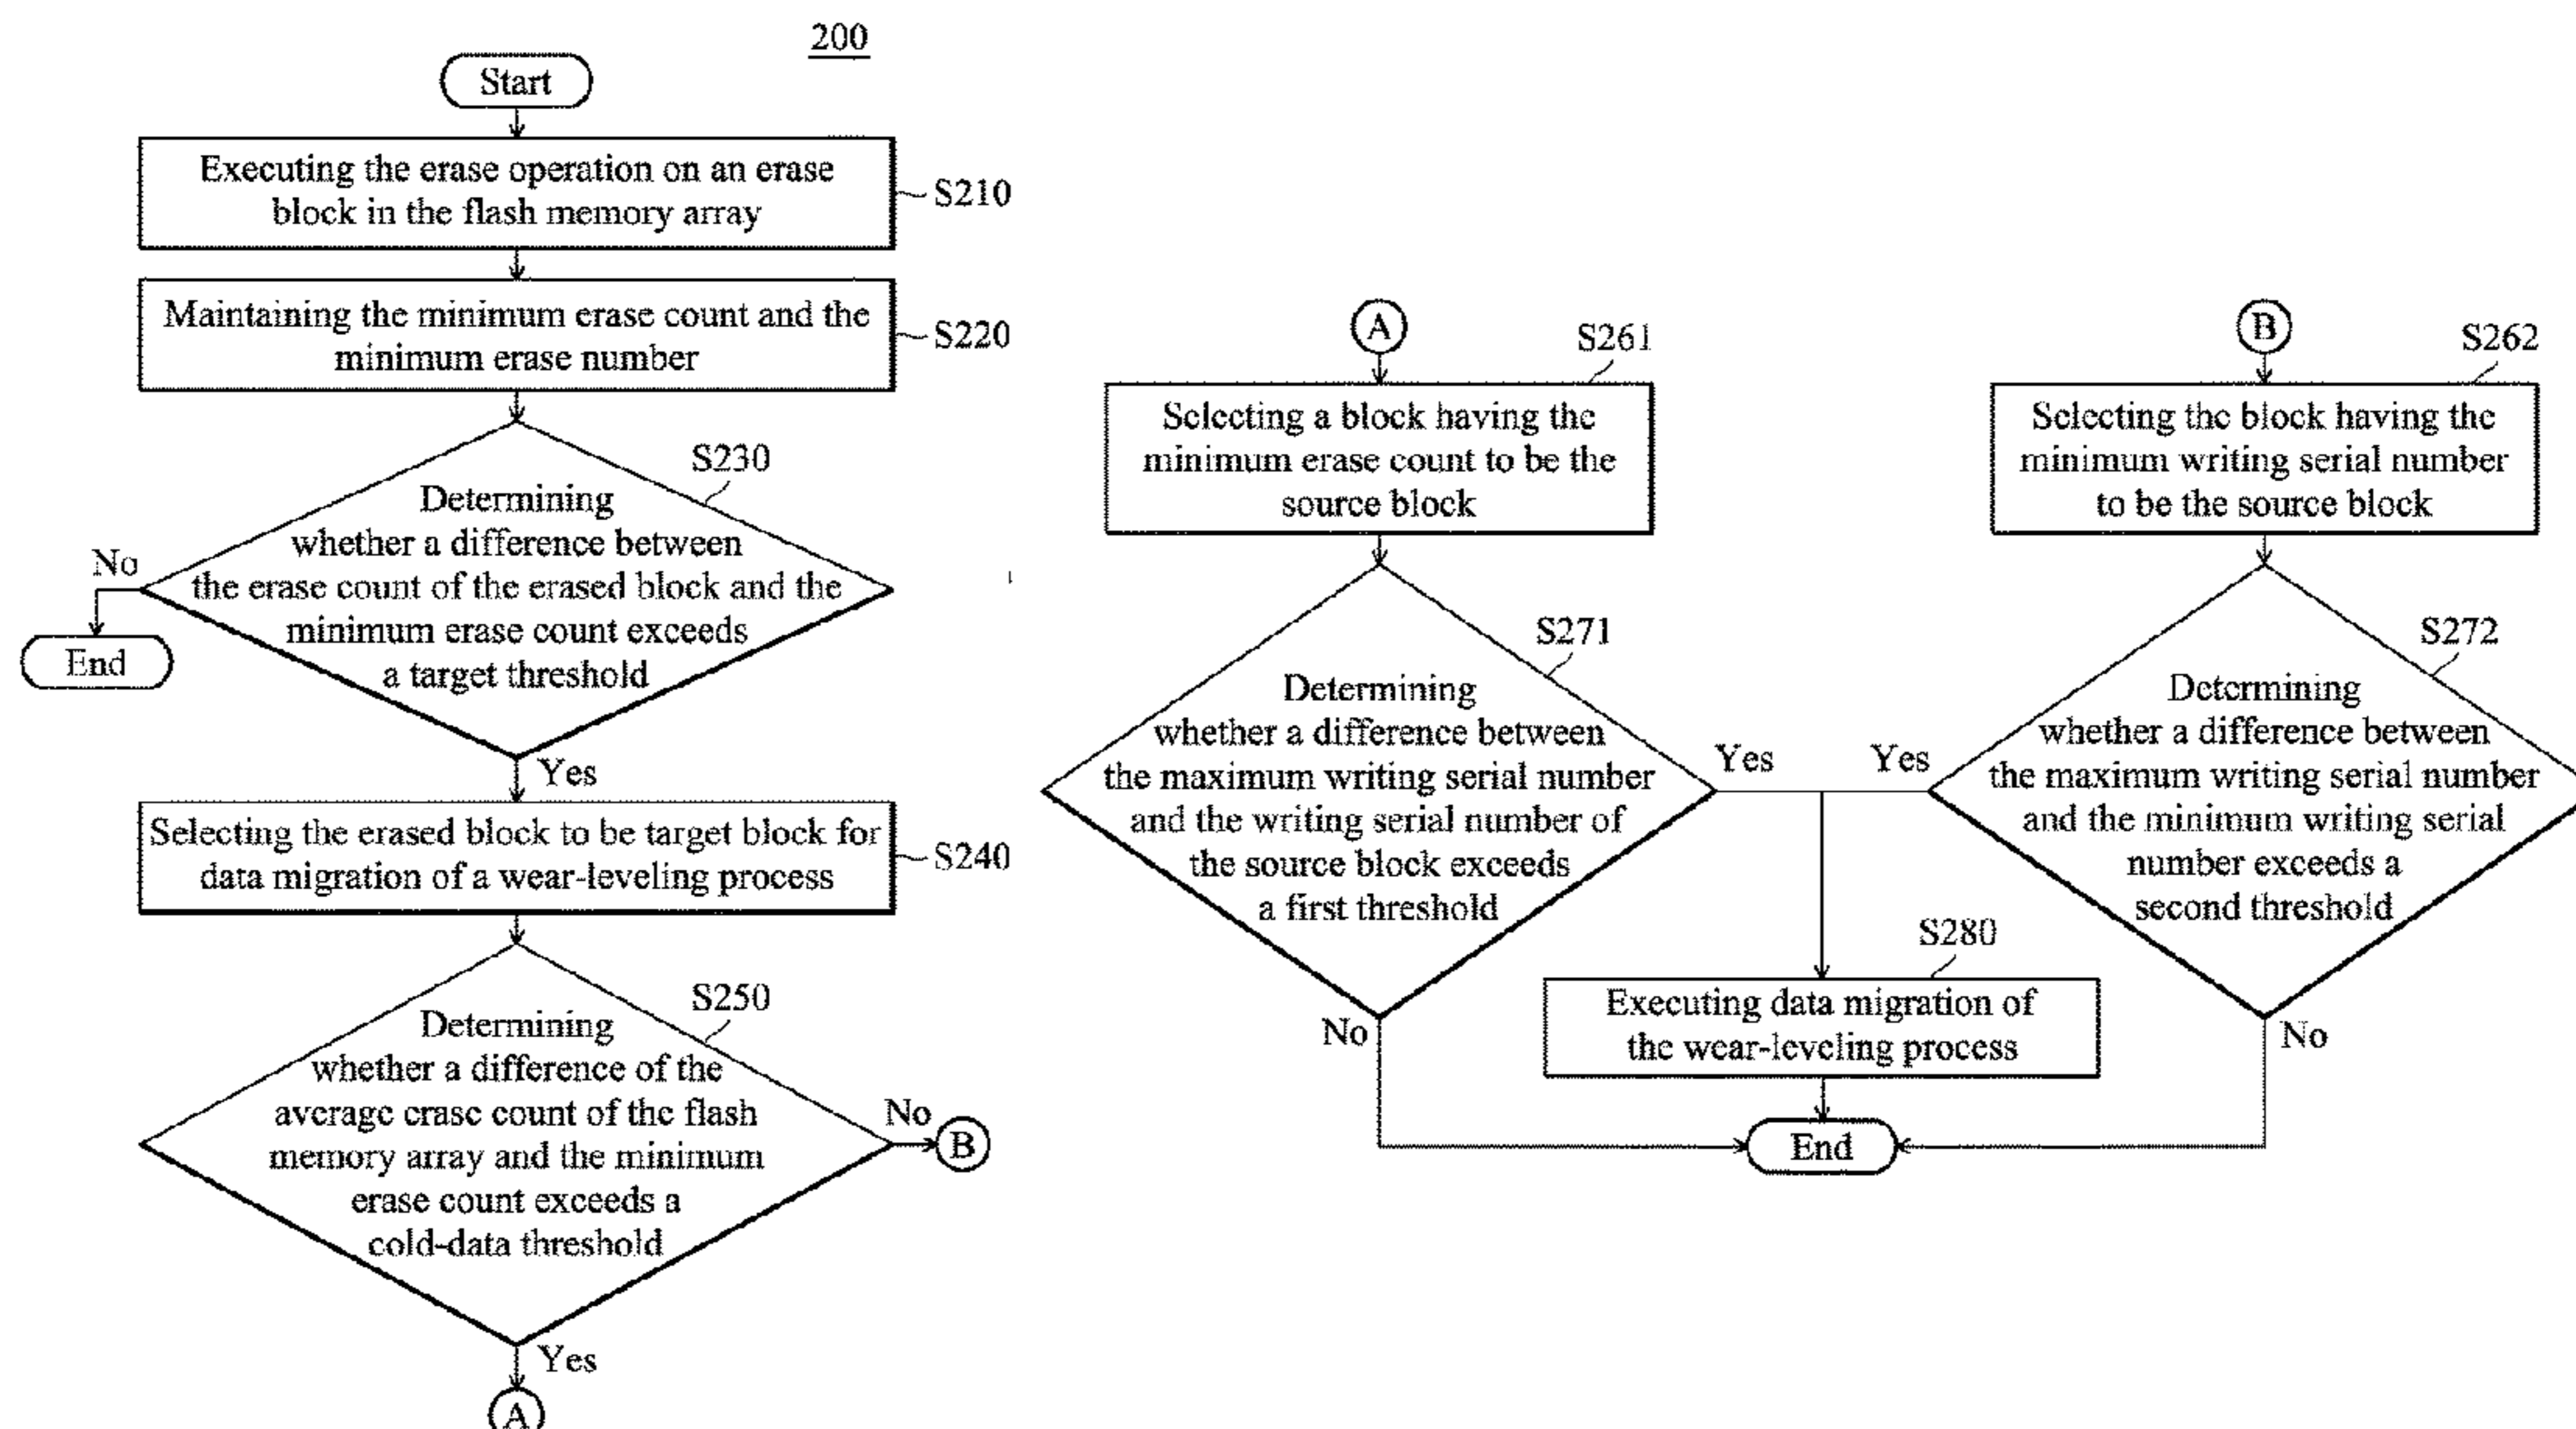 200
Start
Executing the erase operation on an erase
block in the flash memory array
S210
Maintaining the minimum erase count and the
minimum erase number
S220
S230
Determining
whether a difference between
the erase count of the erased block and the
minimum erase count exceeds
a target threshold
No
End
Yes
Selecting the erased block to be target block for
data migration of a wear-leveling process
S240
S250
Determining
whether a difference of the
average erase count of the flash
memory array and the minimum
erase count exceeds a
cold-data threshold
No
B
Yes
A
A
S261
Selecting a block having the
minimum erase count to be the
source block
S271
Determining
whether a difference between
the maximum writing serial number
and the writing serial number of
the source block exceeds
a first threshold
Yes
No
B
S262
Selecting the block having the
minimum writing serial number
to be the source block
S272
Determining
whether a difference between
the maximum writing serial number
and the minimum writing serial
number exceeds a
second threshold
Yes
No
S280
Executing data migration of
the wear-leveling process
End